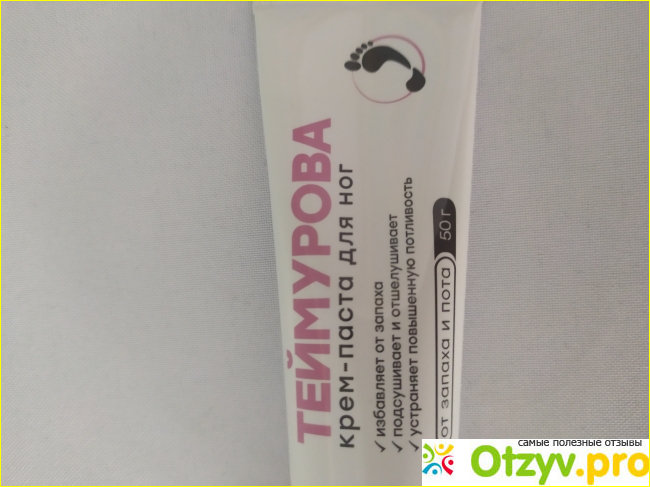 ТЕЙМУРОВА
крем-паста для ног
✓ избавляет от запаха
✓ подсушивает и отшелушивает
✓ устраняет повышенную потливость
от запаха и пота 50 г
самые полезные отзывы
Otzyv.pro